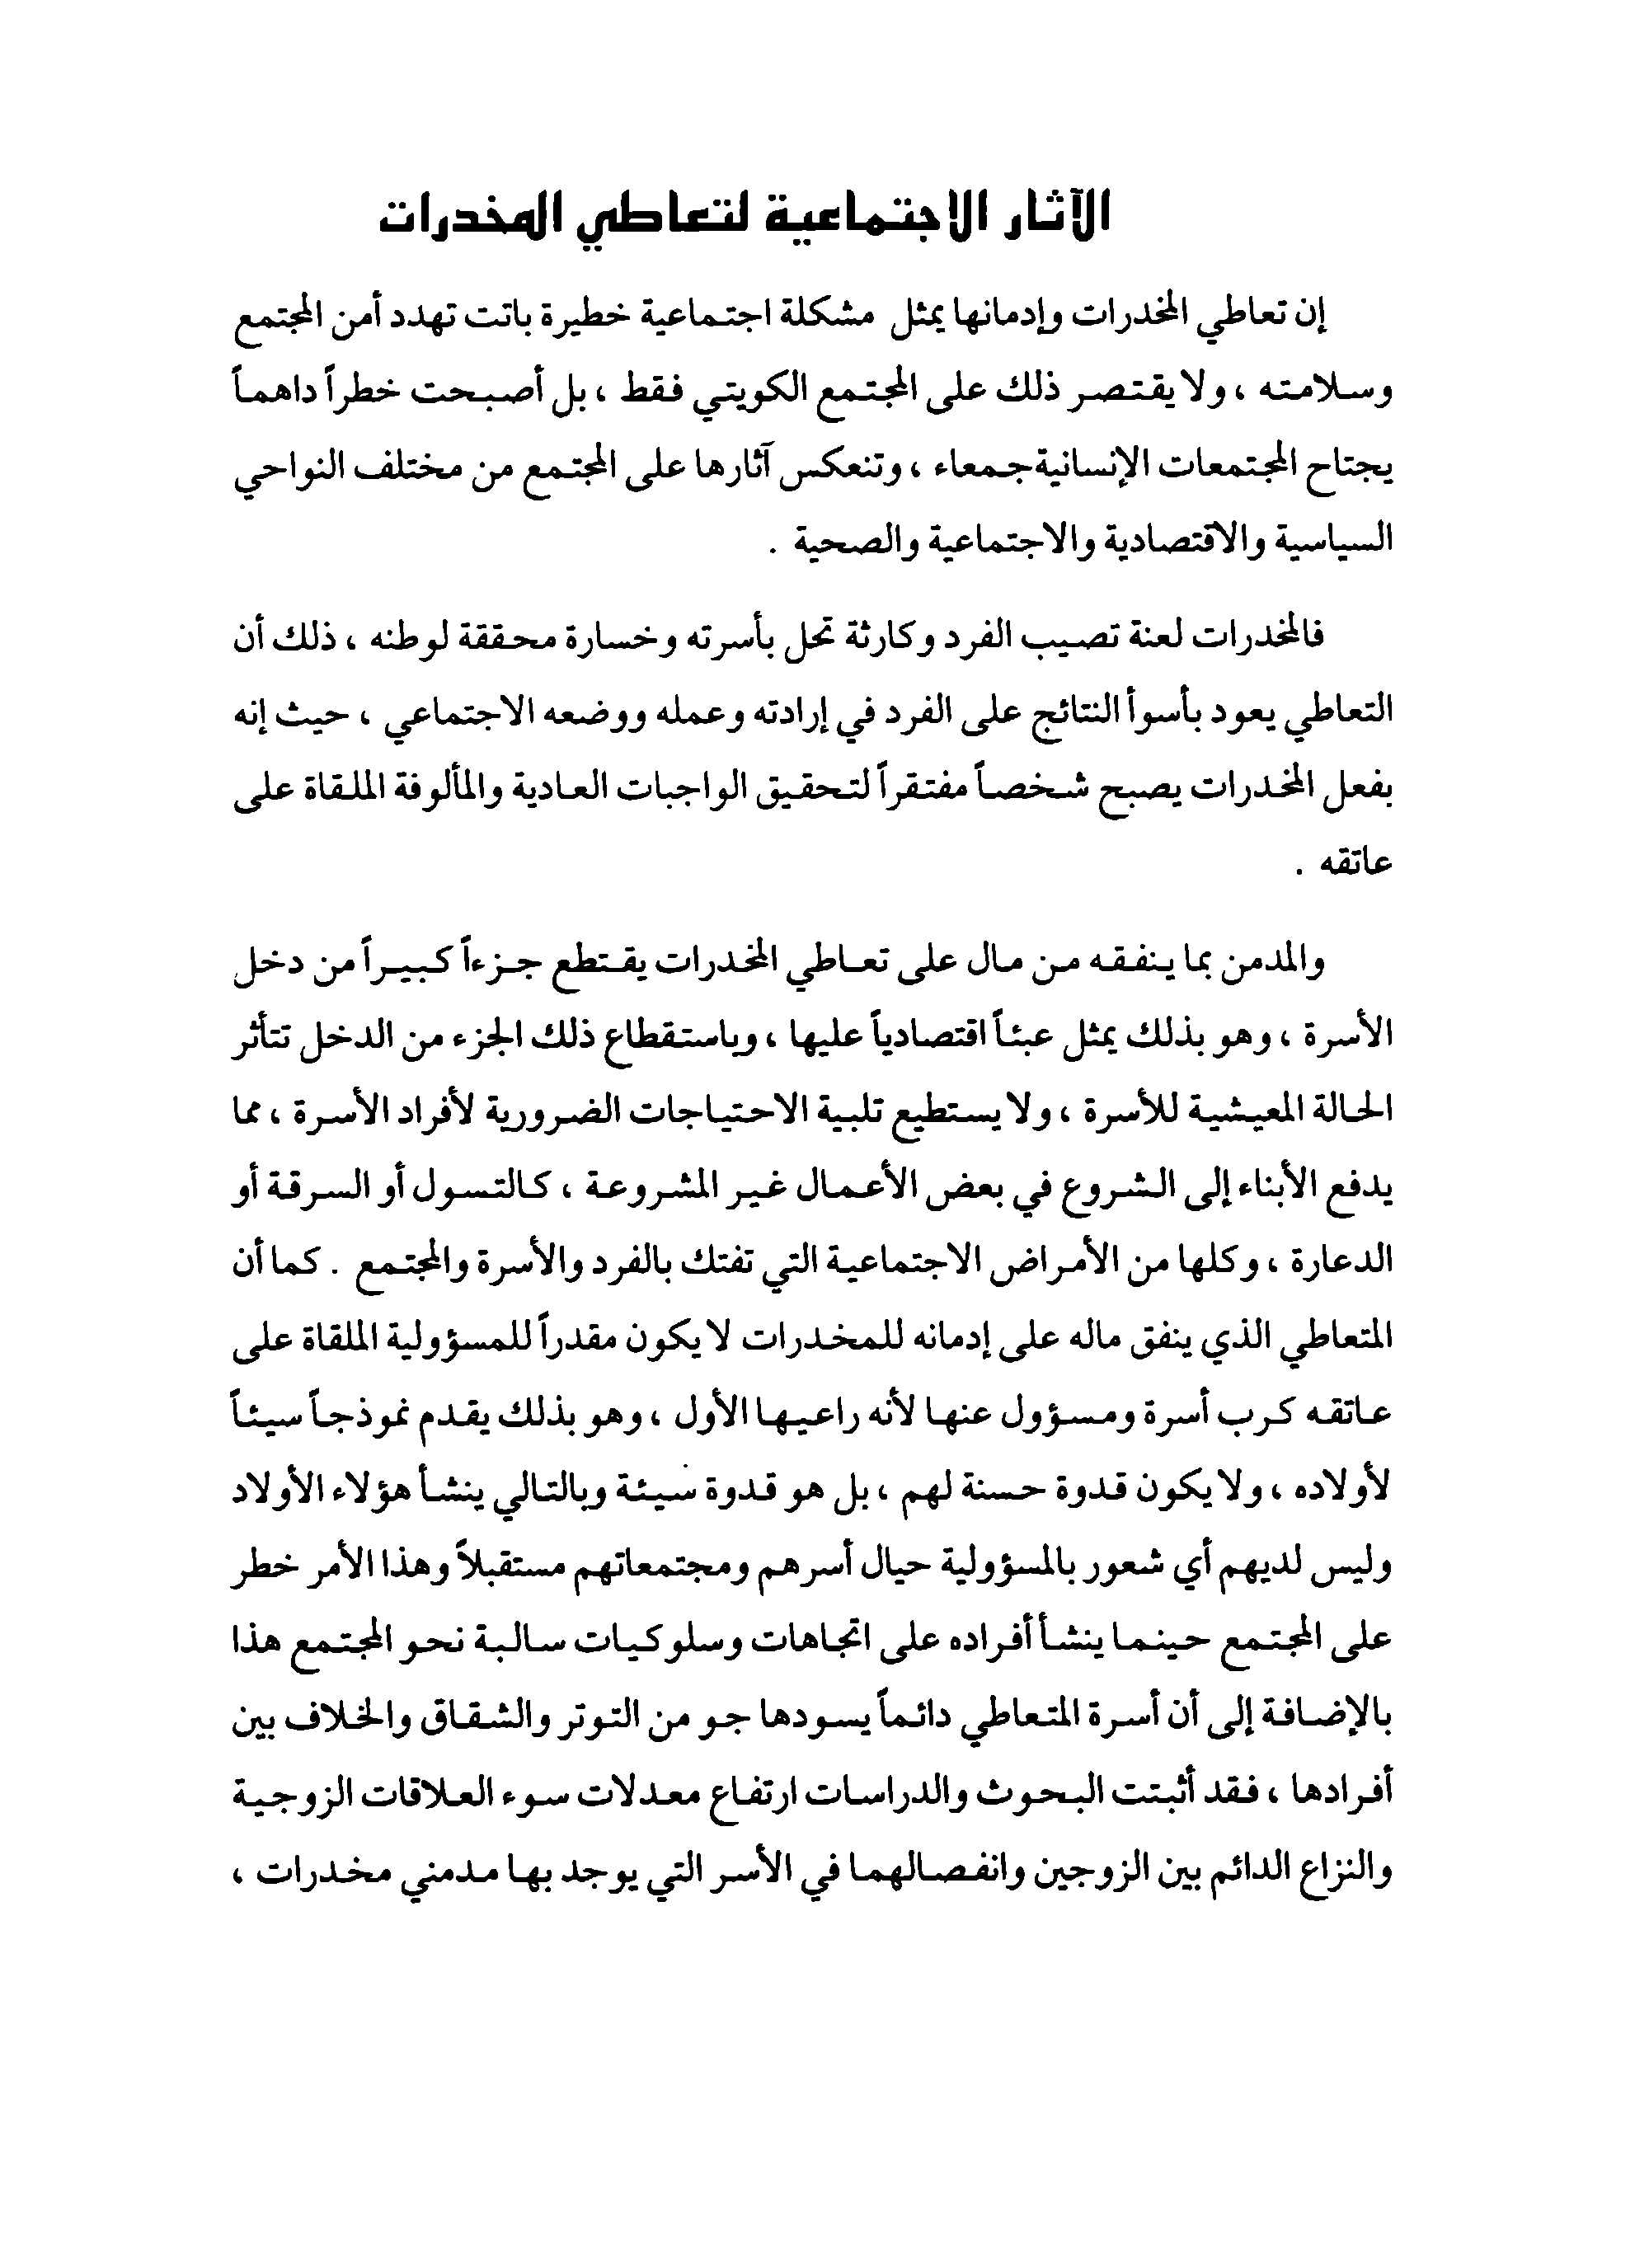 الآثار الاجتماعية لتعاطي المخدرات
إن تعاطي المخدرات وإدمانها يمثل مشكلة اجتماعية خطيرة باتت تهدد أمن المجتمع
وسلامته ، ولا يقتصر ذلك على المجتمع الكويتي فقط ، بل أصبحت خطراً داهماً
يجتاح المجتمعات الإنسانية جمعاء ، وتنعكس آثارها على المجتمع من مختلف النواحي
السياسية والاقتصادية والاجتماعية والصحية .
فالمخدرات لعنة تصيب الفرد وكارثة تحل بأسرته وخسارة محققة لوطنه ، ذلك أن
التعاطي يعود بأسوأ النتائج على الفرد في إرادته وعمله ووضعه الاجتماعي ، حيث إنه
بفعل المخدرات يصبح شخصاً مفتقراً لتحقيق الواجبات العادية والمألوفة الملقاة على
عاتقه .
والمدمن بما ينفقه من مال على تعاطي المخدرات يقتطع جزءاً كبيراً من دخل
الأسرة ، وهو بذلك يمثل عبئاً اقتصادياً عليها ، وباستقطاع ذلك الجزء من الدخل تتأثر
الحالة المعيشية للأسرة ، ولا يستطيع تلبية الاحتياجات الضرورية لأفراد الأسرة ، مما
يدفع الأبناء إلى الشروع في بعض الأعمال غير المشروعة ، كالتسول أو السرقة أو
الدعارة ، وكلها من الأمراض الاجتماعية التي تفتك بالفرد والأسرة والمجتمع . كما أن
المتعاطي الذي ينفق ماله على إدمانه للمخدرات لا يكون مقدراً للمسؤولية الملقاة على
عاتقه كرب أسرة ومسؤول عنها لأنه راعيها الأول ، وهو بذلك يقدم نموذجاً سيئاً
لأولاده ، ولا يكون قدوة حسنة لهم ، بل هو قدوة سيئة وبالتالي ينشأ هؤلاء الأولاد
وليس لديهم أي شعور بالمسؤولية حيال أسرهم ومجتمعاتهم مستقبلاً وهذا الأمر خطر
على المجتمع حينما ينشأ أفراده على اتجاهات وسلوكيات سالبة نحو المجتمع هذا
بالإضافة إلى أن أسرة المتعاطي دائماً يسودها جو من التوتر والشقاق والخلاف بين
أفرادها ، فقد أثبتت البحوث والدراسات ارتفاع معدلات سوء العلاقات الزوجية
والنزاع الدائم بين الزوجين وانفصالهما في الأسر التي يوجد بها مدمني مخدرات ،